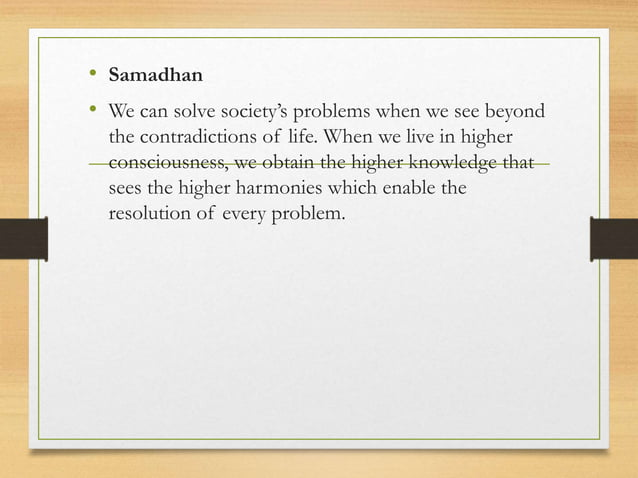 • Samadhan
• We can solve society’s problems when we see beyond
the contradictions of life. When we live in higher
consciousness, we obtain the higher knowledge that
sees the higher harmonies which enable the
resolution of every problem.